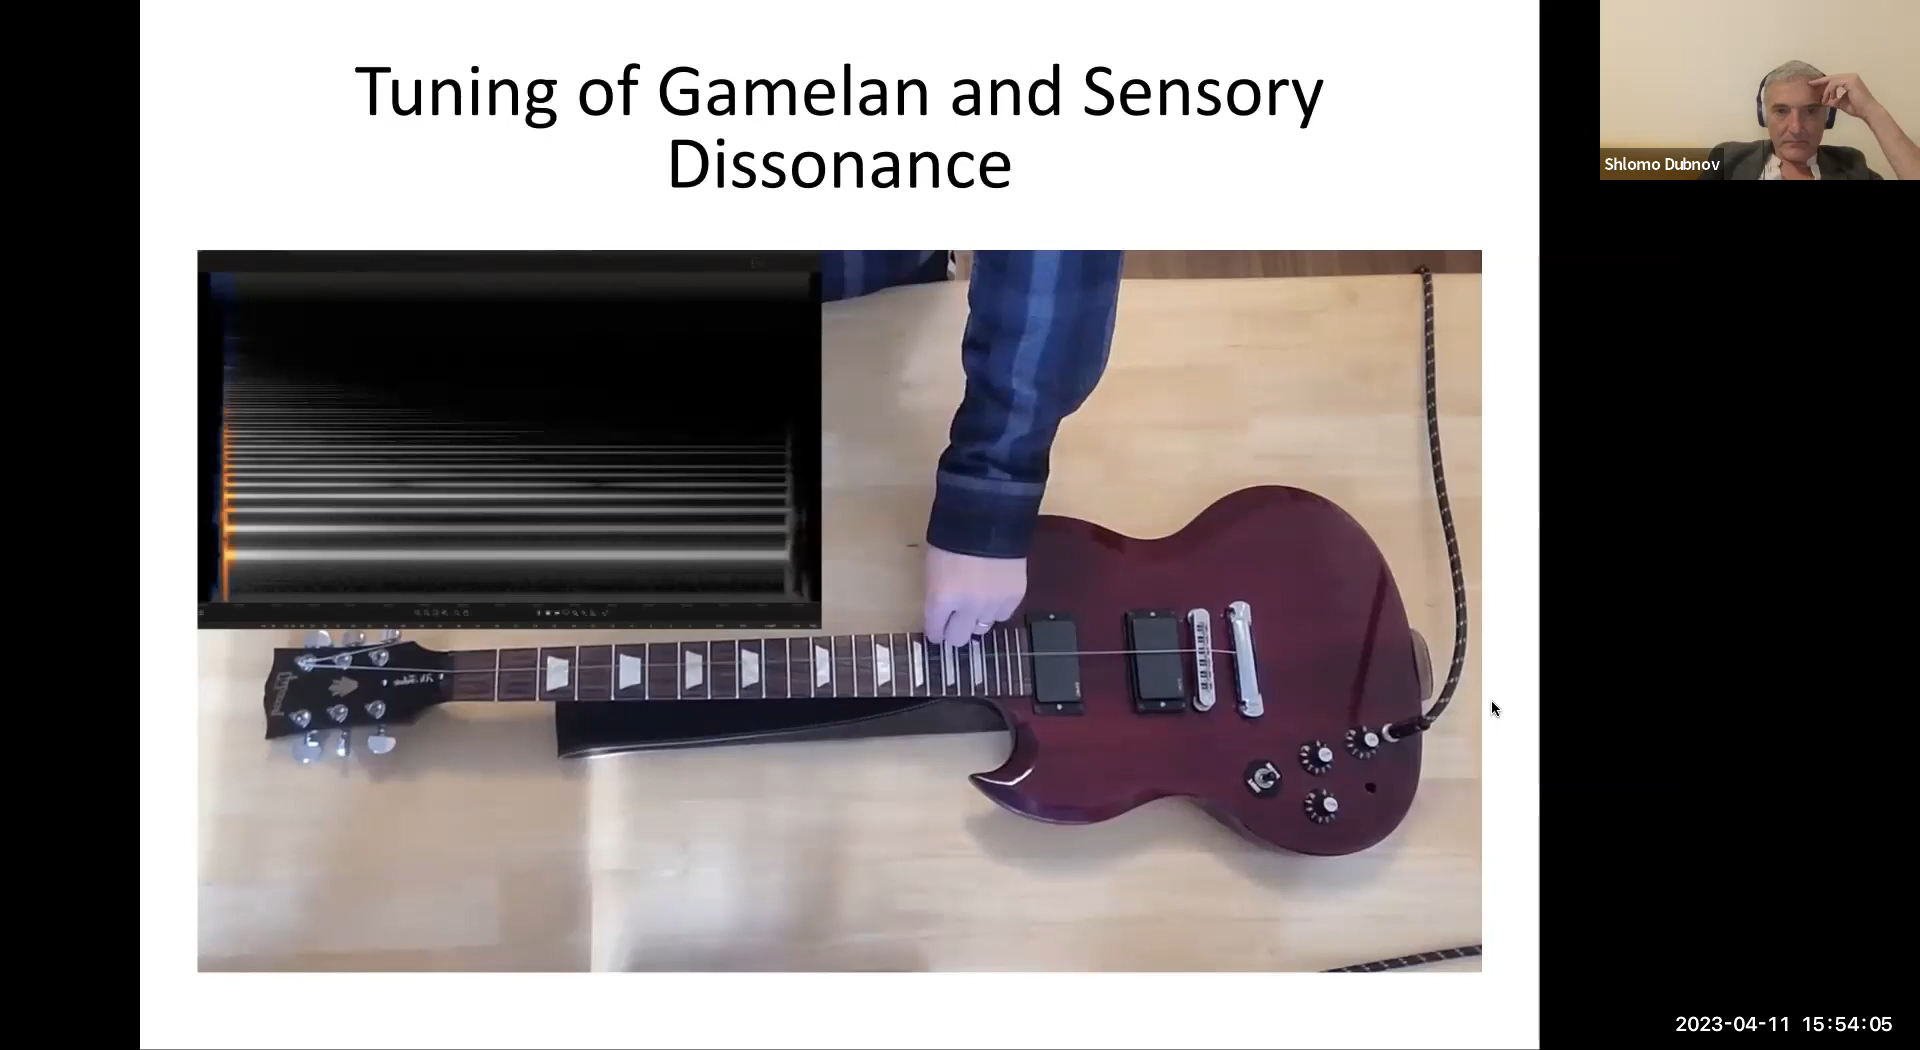 Tuning of Gamelan and Sensory
Dissonance
Shlomo Dubnov
2023-04-11 15:54:05